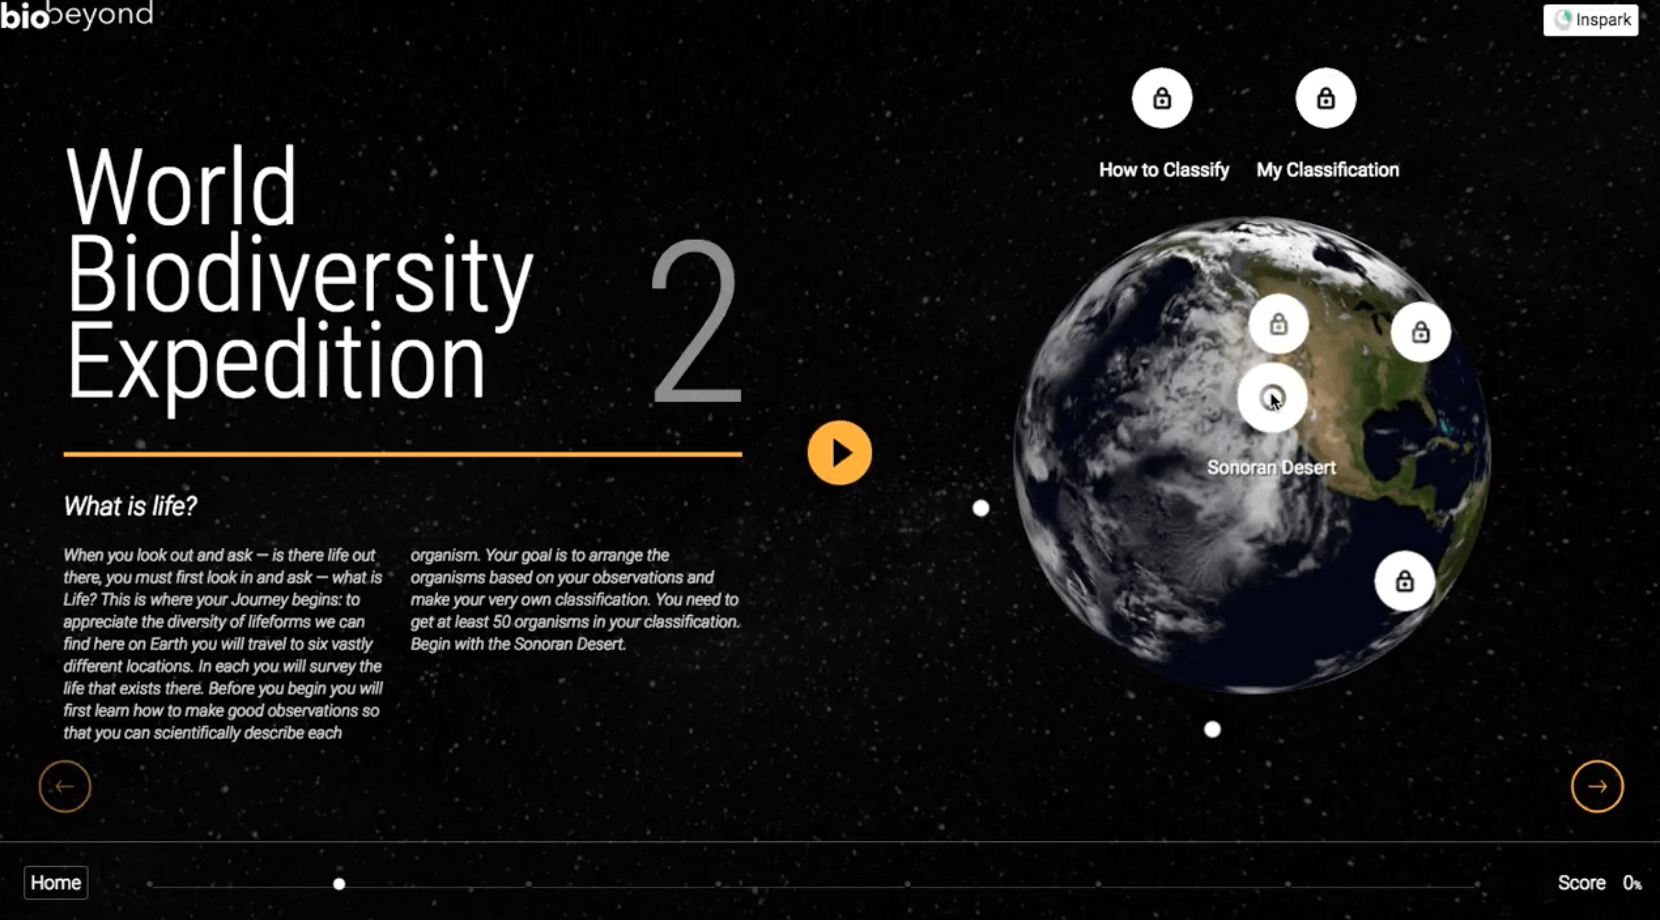 biobeyond
Inspark
How to Classify
My Classification
World
Biodiversity
Expedition
2
Sonoran Desert
What is life?
When you look out and ask – is there life out
there, you must first look in and ask – what is
Life? This is where your Journey begins: to
appreciate the diversity of lifeforms we can
find here on Earth you will travel to six vastly
different locations. In each you will survey the
life that exists there. Before you begin you will
first learn how to make good observations so
that you can scientifically describe each
organism. Your goal is to arrange the
organisms based on your observations and
make your very own classification. You need to
get at least 50 organisms in your classification.
Begin with the Sonoran Desert.
Home
Score 0%